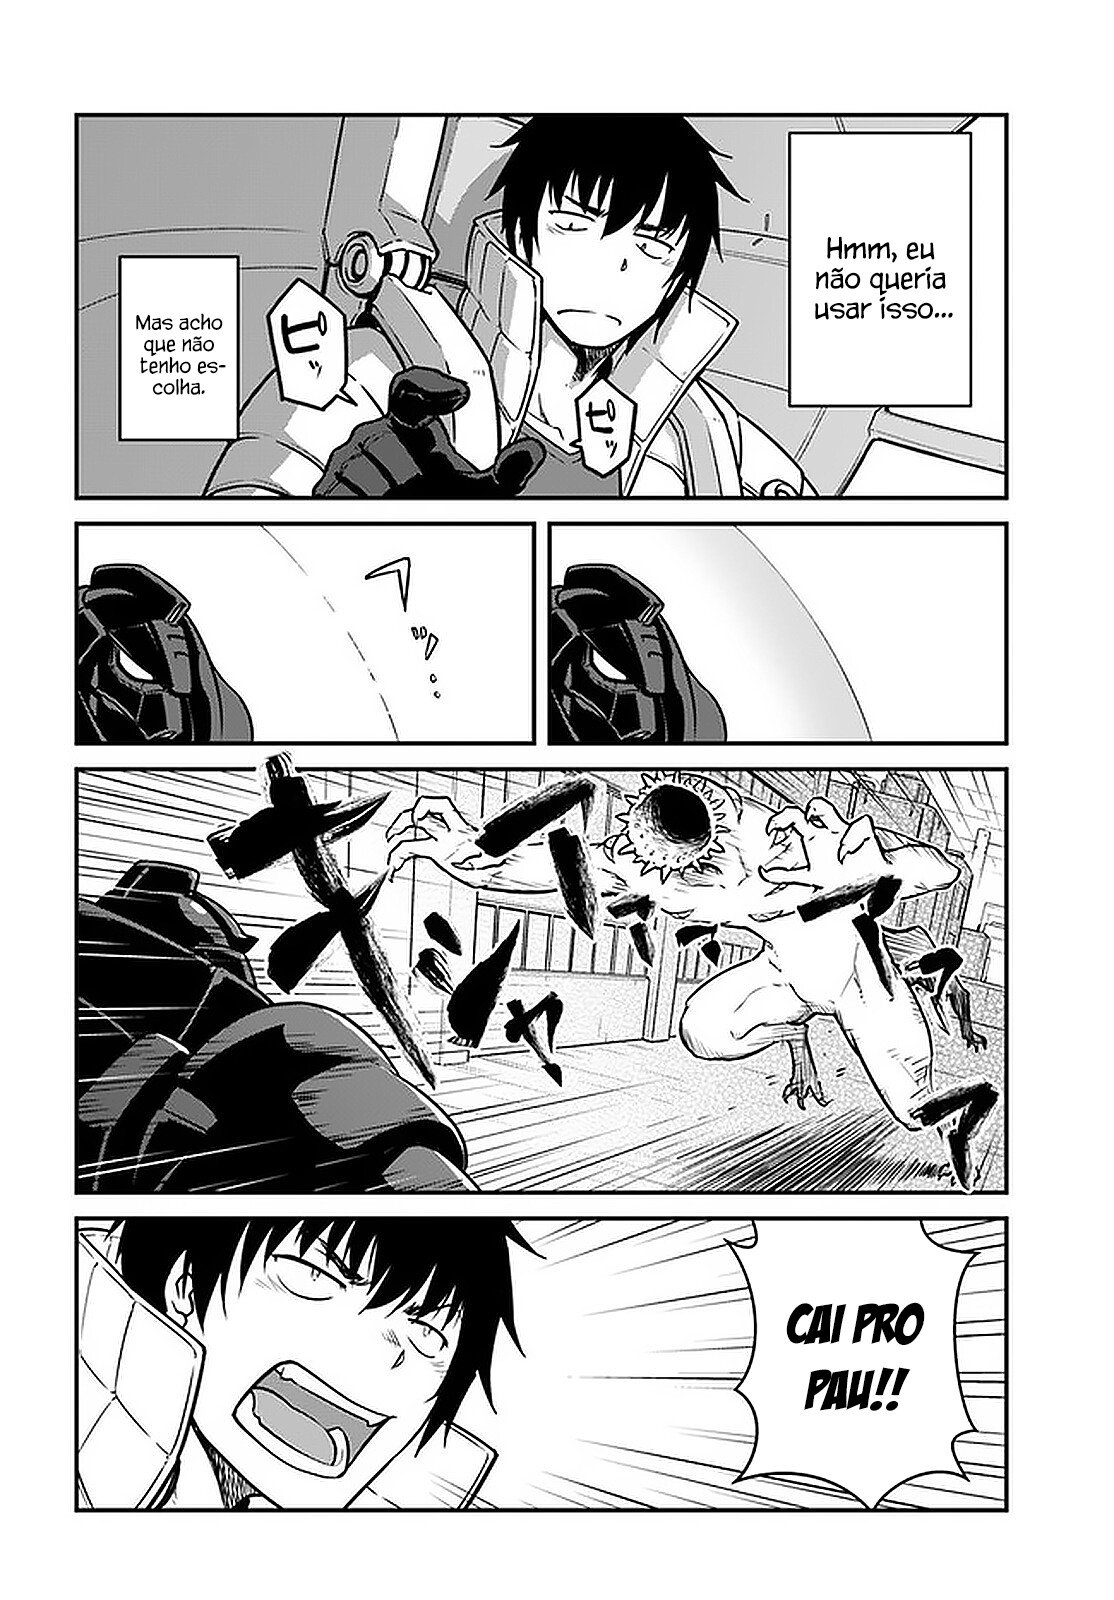 Hmm, eu
não queria
usar isso...
ピッ
ピッ
Mas acho
que não
tenho es-
colha.
CAI PRO
PAU!!